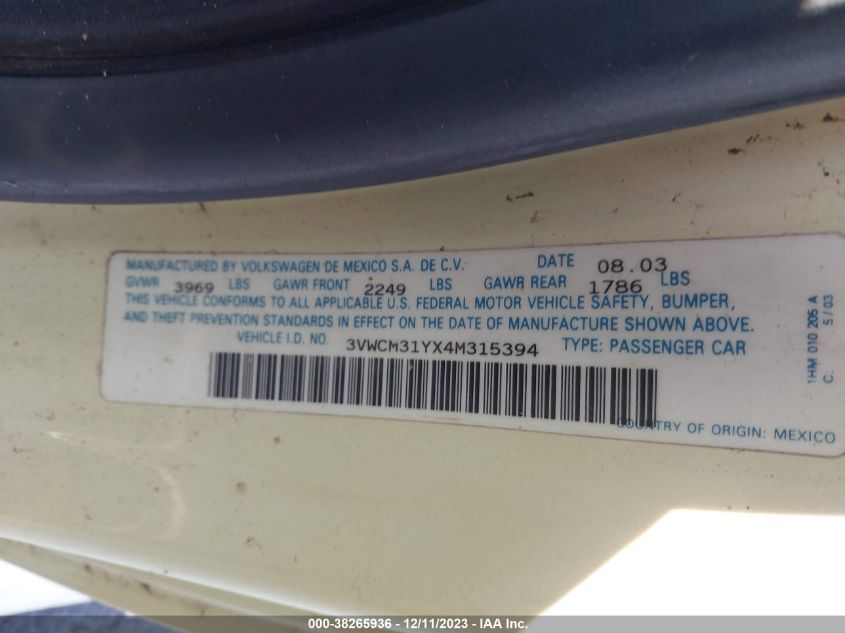 MANUFACTURED BY VOLKSWAGEN DE MEXICO S.A. DE C.V. DATE 08.03
GVWR 3969 LBS GAWR FRONT 2249 LBS GAWR REAR 1786 LBS
THIS VEHICLE CONFORMS TO ALL APPLICABLE U.S. FEDERAL MOTOR VEHICLE SAFETY, BUMPER,
AND THEFT PREVENTION STANDARDS IN EFFECT ON THE DATE OF MANUFACTURE SHOWN ABOVE.
VEHICLE I.D. NO. 3VWCM31YX4M315394 TYPE: PASSENGER CAR
COUNTRY OF ORIGIN: MEXICO
1HM 010 205 A
C: 5/03
000-38265936 - 12/11/2023 - IAA Inc.